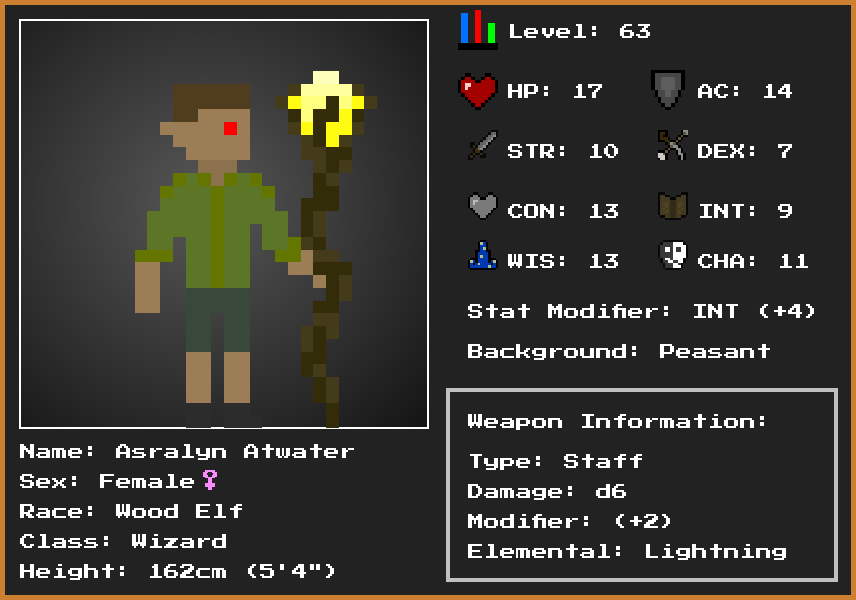 Level: 63
HP: 17
AC: 14
STR: 10
DEX: 7
CON: 13
INT: 9
WIS: 13
CHA: 11
Stat Modifier: INT (+4)
Background: Peasant
Weapon Information:
Type: Staff
Damage: d6
Modifier: (+2)
Elemental: Lightning
Name: Asralyn Atwater
Sex: Female♀
Race: Wood Elf
Class: Wizard
Height: 162cm (5'4")